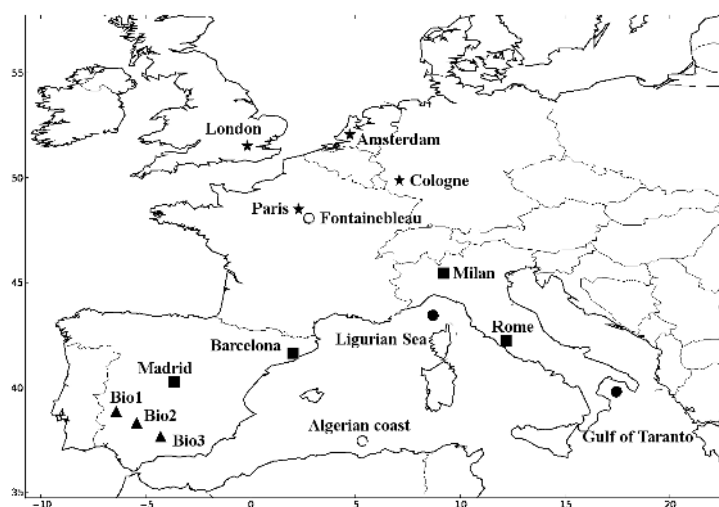 55
London
Amsterdam
50
Cologne
Paris
Fontainebleau
Milan
45
Ligurian Sea
Rome
Barcelona
Madrid
40
Bio1
Bio2
Bio3
Algerian coast
Gulf of Taranto
35
−10
−5
0
5
10
15
20